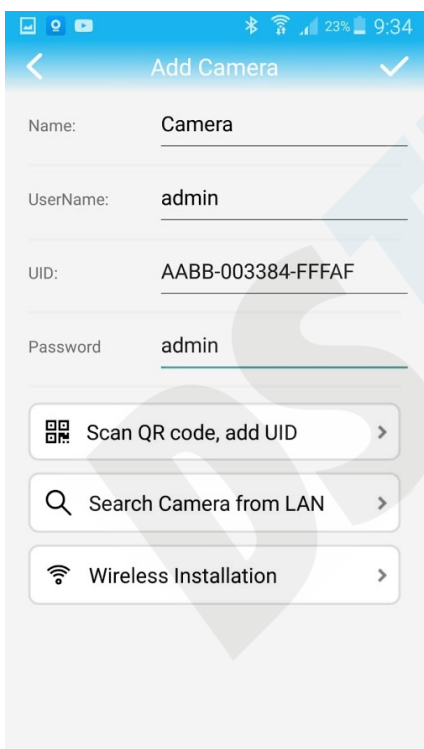 23% 9:34
Add Camera
Name: Camera
UserName: admin
UID: AABB-003384-FFFAF
Password admin
Scan QR code, add UID
Search Camera from LAN
Wireless Installation